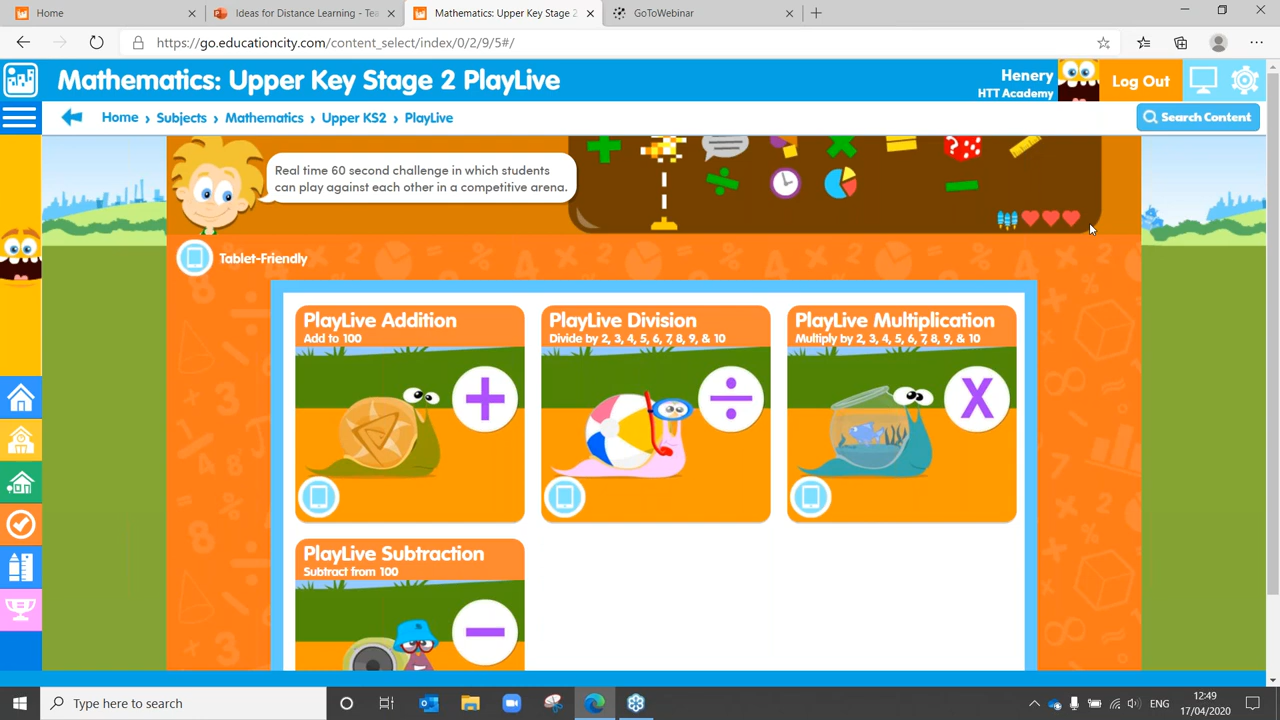 Home
Ideas for Distance Learning - Tea
Mathematics: Upper Key Stage 2
GoToWebinar
https://go.educationcity.com/content_select/index/0/2/9/5#/
Mathematics: Upper Key Stage 2 PlayLive
Henery
HTT Academy
Log Out
Home › Subjects › Mathematics › Upper KS2 › PlayLive
Search Content
Real time 60 second challenge in which students
can play against each other in a competitive arena.
Tablet-Friendly
PlayLive Addition
Add to 100
PlayLive Division
Divide by 2, 3, 4, 5, 6, 7, 8, 9, & 10
PlayLive Multiplication
Multiply by 2, 3, 4, 5, 6, 7, 8, 9, & 10
+
÷
X
PlayLive Subtraction
Subtract from 100
−
Type here to search
ENG
12:49
17/04/2020